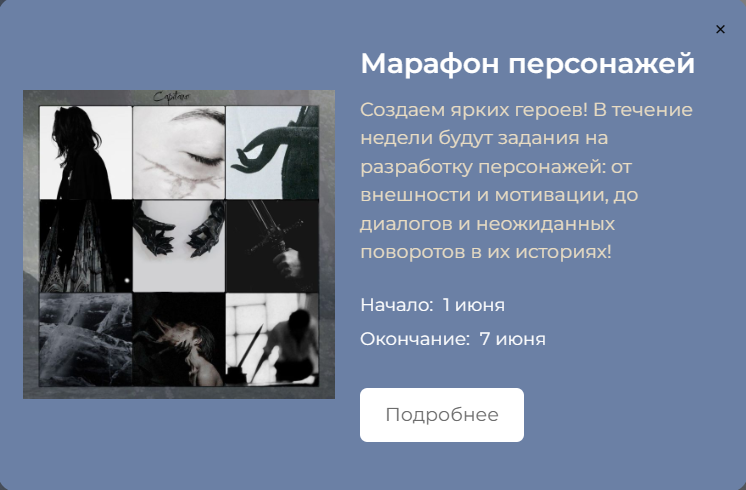 ×
Марафон персонажей
Capitano
Создаем ярких героев! В течение
недели будут задания на
разработку персонажей: от
внешности и мотивации, до
диалогов и неожиданных
поворотов в их историях!
Начало: 1 июня
Окончание: 7 июня
Подробнее